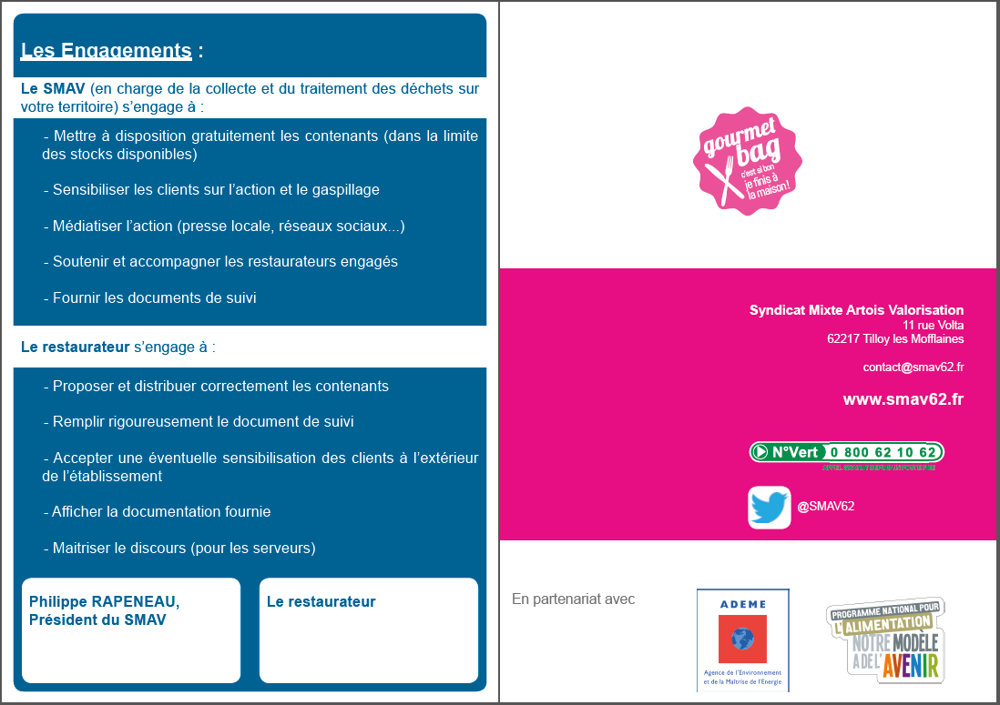 Les Engagements :
Le SMAV (en charge de la collecte et du traitement des déchets sur
votre territoire) s’engage à :
- Mettre à disposition gratuitement les contenants (dans la limite
des stocks disponibles)
- Sensibiliser les clients sur l’action et le gaspillage
- Médiatiser l’action (presse locale, réseaux sociaux...)
- Soutenir et accompagner les restaurateurs engagés
- Fournir les documents de suivi
Le restaurateur s’engage à :
- Proposer et distribuer correctement les contenants
- Remplir rigoureusement le document de suivi
- Accepter une éventuelle sensibilisation des clients à l’extérieur
de l’établissement
- Afficher la documentation fournie
- Maitriser le discours (pour les serveurs)
Philippe RAPENEAU,
Président du SMAV
Le restaurateur
gourmet
bag
c'est si bon
je finis à
la maison !
Syndicat Mixte Artois Valorisation
11 rue Volta
62217 Tilloy les Mofflaines
contact@smav62.fr
www.smav62.fr
N°Vert 0 800 62 10 62
@SMAV62
En partenariat avec
ADEME
Agence de l'Environnement
et de la Maîtrise de l'Energie
PROGRAMME NATIONAL POUR
L'ALIMENTATION
NOTRE MODÈLE
A DE L'AVENIR